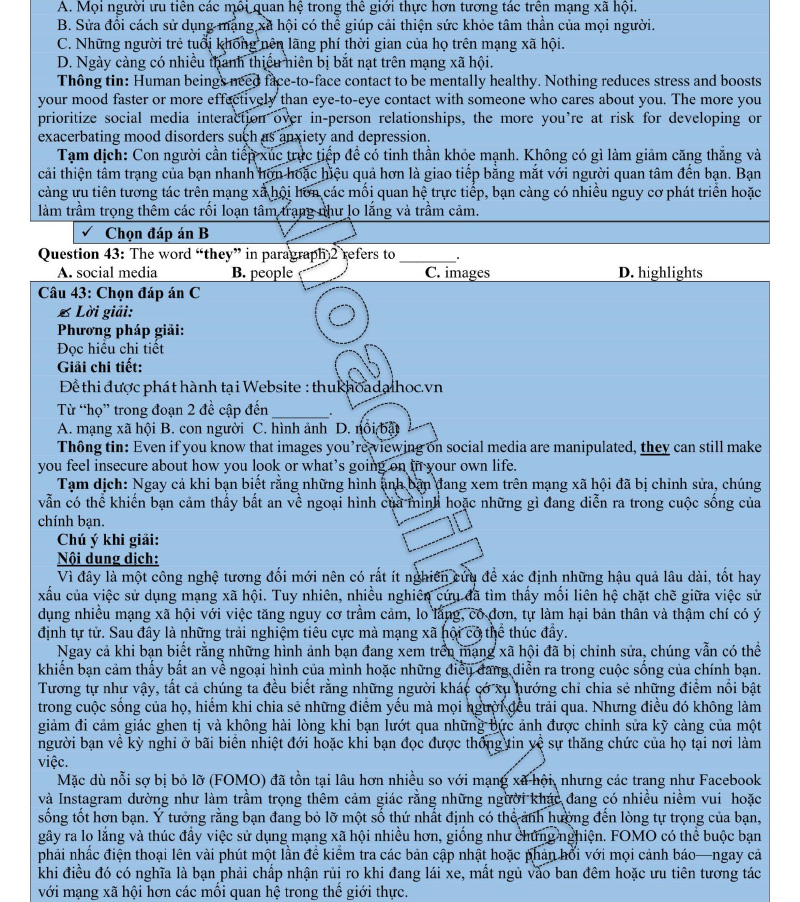 A. Mọi người ưu tiên các mối quan hệ trong thế giới thực hơn tương tác trên mạng xã hội.
B. Sửa đổi cách sử dụng mạng xã hội có thể giúp cải thiện sức khỏe tâm thần của mọi người.
C. Những người trẻ tuổi không nên lãng phí thời gian của họ trên mạng xã hội.
D. Ngày càng có nhiều thanh thiếu niên bị bắt nạt trên mạng xã hội.
Thông tin: Human beings need face-to-face contact to be mentally healthy. Nothing reduces stress and boosts
your mood faster or more effectively than eye-to-eye contact with someone who cares about you. The more you
prioritize social media interaction over in-person relationships, the more you’re at risk for developing or
exacerbating mood disorders such as anxiety and depression.
Tạm dịch: Con người cần tiếp xúc trực tiếp để có tinh thần khỏe mạnh. Không có gì làm giảm căng thẳng và
cải thiện tâm trạng của bạn nhanh hơn hoặc hiệu quả hơn là giao tiếp bằng mắt với người quan tâm đến bạn. Bạn
càng ưu tiên tương tác trên mạng xã hội hơn các mối quan hệ trực tiếp, bạn càng có nhiều nguy cơ phát triển hoặc
làm trầm trọng thêm các rối loạn tâm trạng như lo lắng và trầm cảm.
✓ Chọn đáp án B
Question 43: The word “they” in paragraph 2 refers to ________.
A. social media B. people C. images D. highlights
Câu 43: Chọn đáp án C
✍ Lời giải:
Phương pháp giải:
Đọc hiểu chi tiết
Giải chi tiết:
Đề thi được phát hành tại Website : thukhoadaihoc.vn
Từ “họ” trong đoạn 2 đề cập đến ________.
A. mạng xã hội B. con người C. hình ảnh D. nổi bật
Thông tin: Even if you know that images you’re viewing on social media are manipulated, they can still make
you feel insecure about how you look or what’s going on in your own life.
Tạm dịch: Ngay cả khi bạn biết rằng những hình ảnh bạn đang xem trên mạng xã hội đã bị chỉnh sửa, chúng
vẫn có thể khiến bạn cảm thấy bất an về ngoại hình của mình hoặc những gì đang diễn ra trong cuộc sống của
chính bạn.
Chú ý khi giải:
Nội dung dịch:
Vì đây là một công nghệ tương đối mới nên có rất ít nghiên cứu để xác định những hậu quả lâu dài, tốt hay
xấu của việc sử dụng mạng xã hội. Tuy nhiên, nhiều nghiên cứu đã tìm thấy mối liên hệ chặt chẽ giữa việc sử
dụng nhiều mạng xã hội với việc tăng nguy cơ trầm cảm, lo lắng, cô đơn, tự làm hại bản thân và thậm chí có ý
định tự tử. Sau đây là những trải nghiệm tiêu cực mà mạng xã hội có thể thúc đẩy.
Ngay cả khi bạn biết rằng những hình ảnh bạn đang xem trên mạng xã hội đã bị chỉnh sửa, chúng vẫn có thể
khiến bạn cảm thấy bất an về ngoại hình của mình hoặc những điều đang diễn ra trong cuộc sống của chính bạn.
Tương tự như vậy, tất cả chúng ta đều biết rằng những người khác có xu hướng chỉ chia sẻ những điểm nổi bật
trong cuộc sống của họ, hiếm khi chia sẻ những điểm yếu mà mọi người đều trải qua. Nhưng điều đó không làm
giảm đi cảm giác ghen tị và không hài lòng khi bạn lướt qua những bức ảnh được chỉnh sửa kỹ càng của một
người bạn về kỳ nghỉ ở bãi biển nhiệt đới hoặc khi bạn đọc được thông tin về sự thăng chức của họ tại nơi làm
việc.
Mặc dù nỗi sợ bị bỏ lỡ (FOMO) đã tồn tại lâu hơn nhiều so với mạng xã hội, nhưng các trang như Facebook
và Instagram dường như làm trầm trọng thêm cảm giác rằng những người khác đang có nhiều niềm vui hoặc
sống tốt hơn bạn. Ý tưởng rằng bạn đang bỏ lỡ một số thứ nhất định có thể ảnh hưởng đến lòng tự trọng của bạn,
gây ra lo lắng và thúc đẩy việc sử dụng mạng xã hội nhiều hơn, giống như chứng nghiện. FOMO có thể buộc bạn
phải nhấc điện thoại lên vài phút một lần để kiểm tra các bản cập nhật hoặc phản hồi với mọi cảnh báo—ngay cả
khi điều đó có nghĩa là bạn phải chấp nhận rủi ro khi đang lái xe, mất ngủ vào ban đêm hoặc ưu tiên tương tác
với mạng xã hội hơn các mối quan hệ trong thế giới thực.
thukhoadaihoc.vn